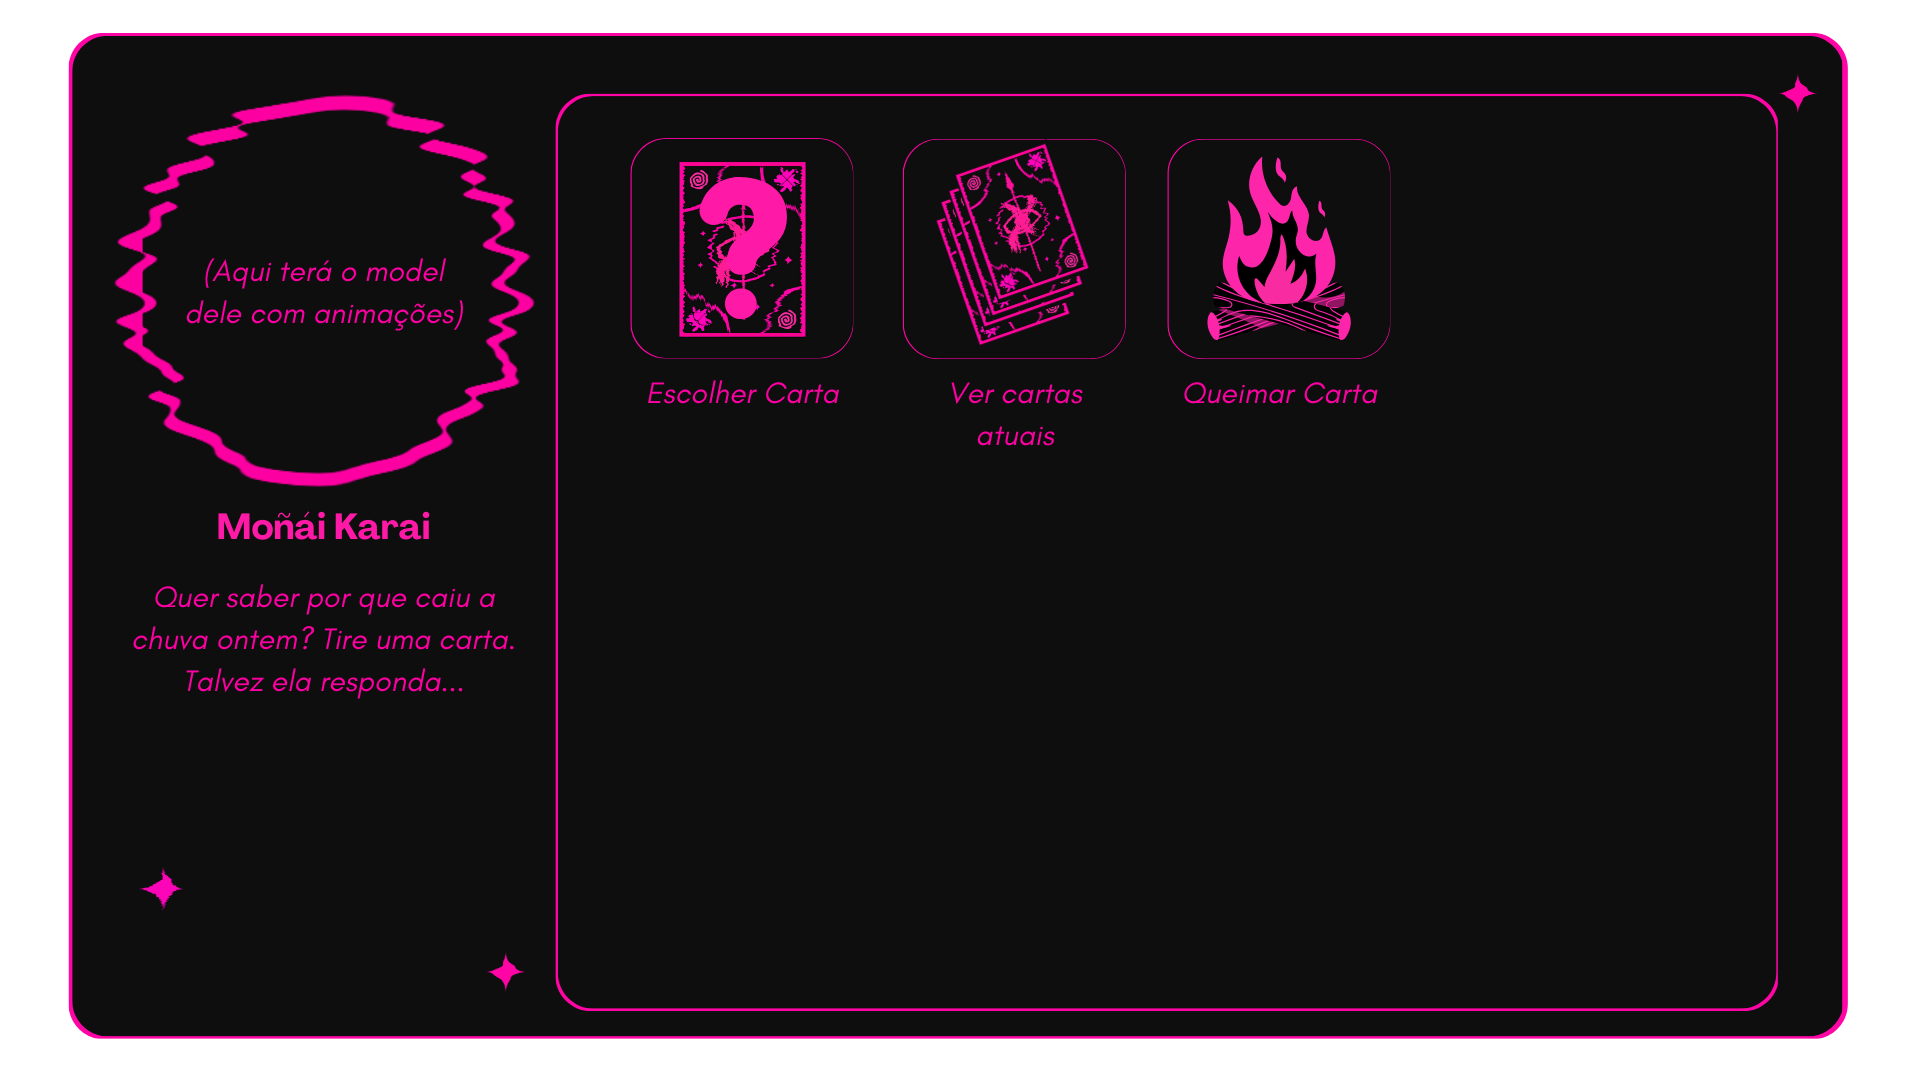 (Aqui terá o model
dele com animações)
Moñái Karai
Quer saber por que caiu a
chuva ontem? Tire uma carta.
Talvez ela responda...
?
Escolher Carta
Ver cartas
atuais
Queimar Carta